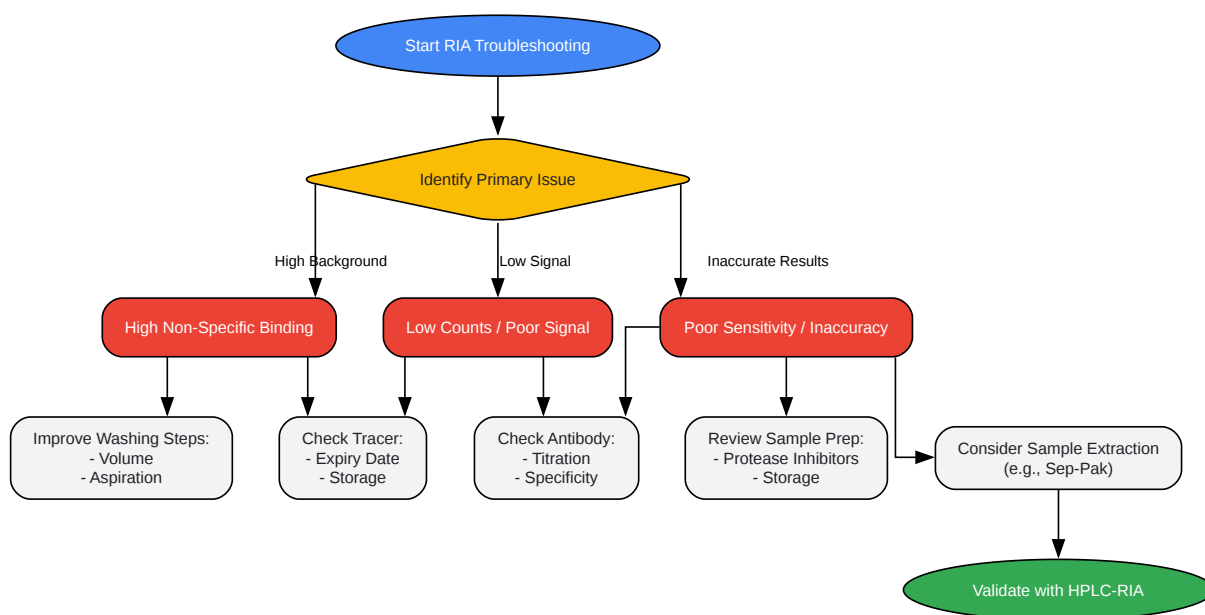 Start RIA Troubleshooting
Identify Primary Issue
High Background
Low Signal
Inaccurate Results
High Non-Specific Binding
Low Counts / Poor Signal
Poor Sensitivity / Inaccuracy
Improve Washing Steps:
- Volume
- Aspiration
Check Tracer:
- Expiry Date
- Storage
Check Antibody:
- Titration
- Specificity
Review Sample Prep:
- Protease Inhibitors
- Storage
Consider Sample Extraction
(e.g., Sep-Pak)
Validate with HPLC-RIA